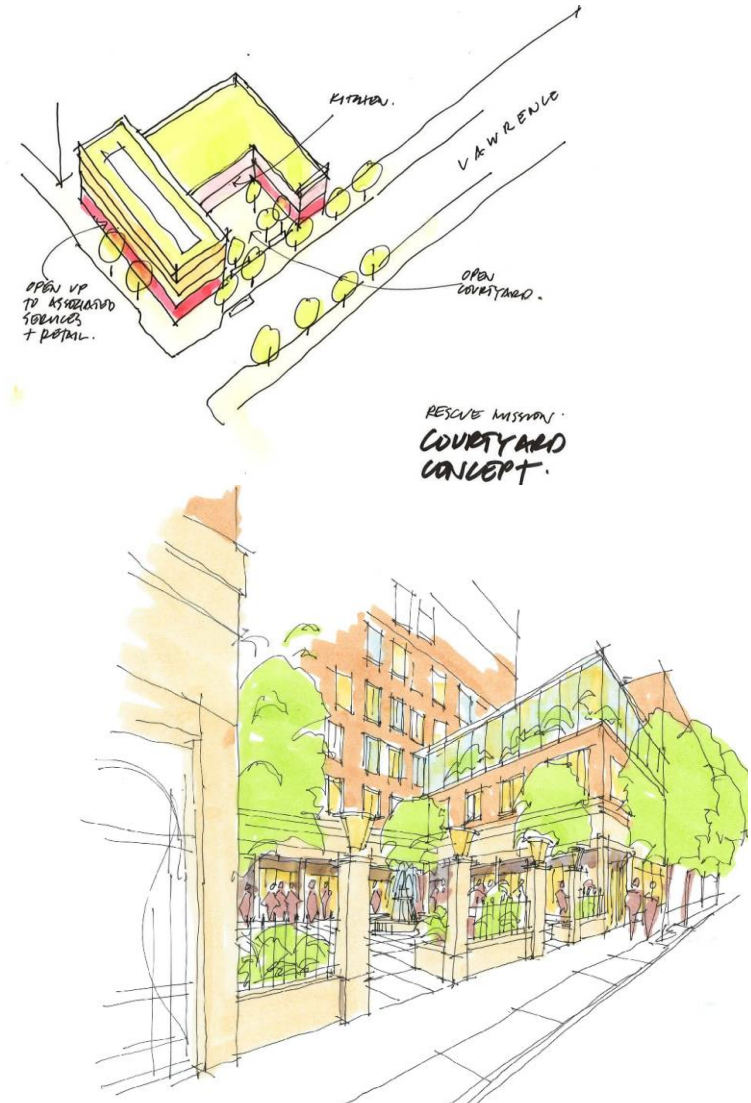 KITCHEN.
LAWRENCE
OPEN UP
TO ASSOCIATED
SERVICES
+ RETAIL.
OPEN
COURTYARD.
RESCUE MISSION.
COURTYARD
CONCEPT.